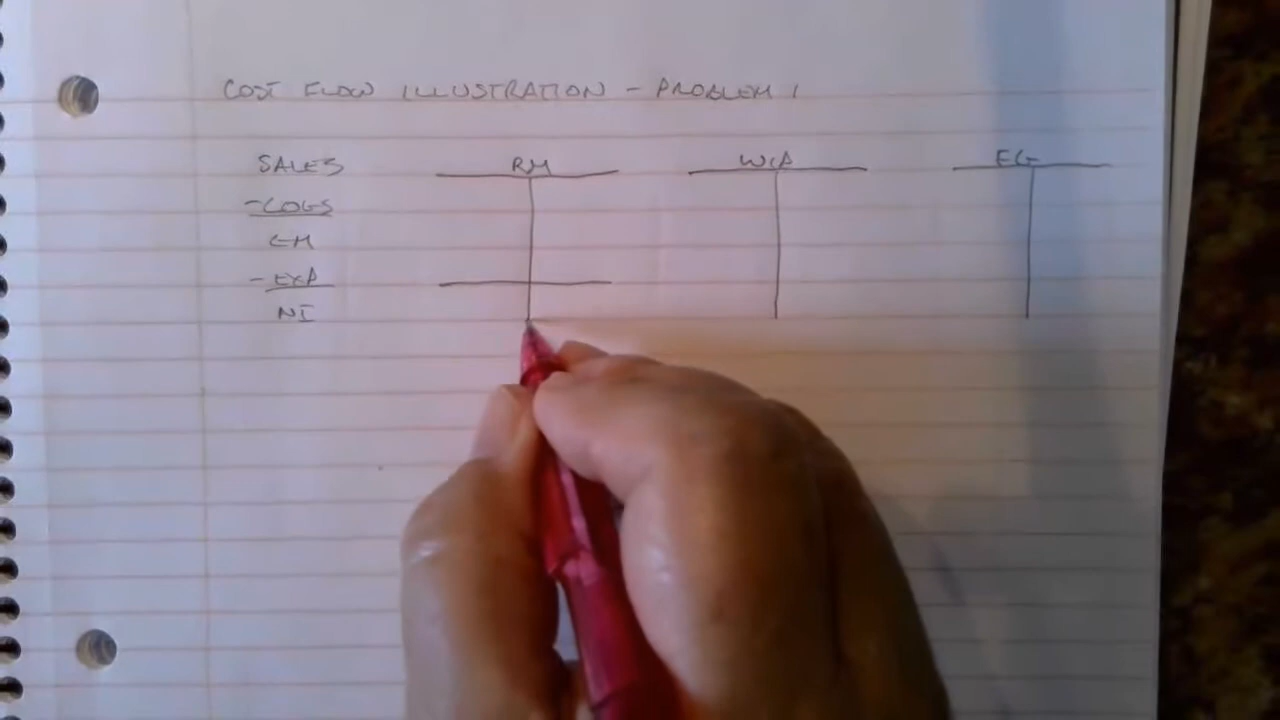 COST FLOW ILLUSTRATION - PROBLEM 1
SALES RM WIP FG
- COGS
GM
- EXP
NI